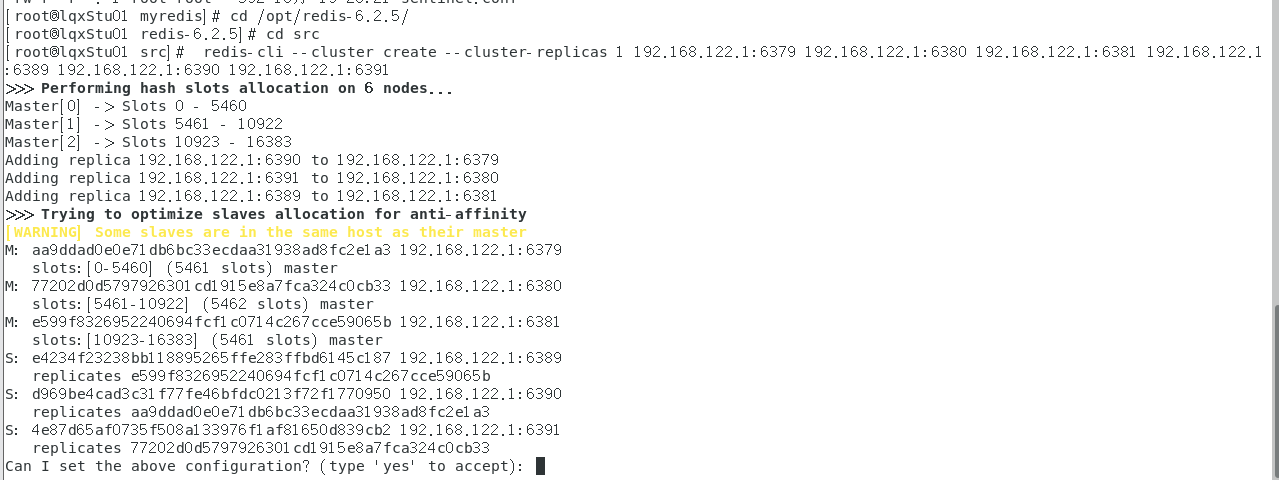 [root@lqxStu01 myredis]# cd /opt/redis-6.2.5/
[root@lqxStu01 redis-6.2.5]# cd src
[root@lqxStu01 src]#  redis-cli --cluster create --cluster-replicas 1 192.168.122.1:6379 192.168.122.1:6380 192.168.122.1:6381 192.168.122.1
:6389 192.168.122.1:6390 192.168.122.1:6391
>>> Performing hash slots allocation on 6 nodes...
Master[0] -> Slots 0 - 5460
Master[1] -> Slots 5461 - 10922
Master[2] -> Slots 10923 - 16383
Adding replica 192.168.122.1:6390 to 192.168.122.1:6379
Adding replica 192.168.122.1:6391 to 192.168.122.1:6380
Adding replica 192.168.122.1:6389 to 192.168.122.1:6381
>>> Trying to optimize slaves allocation for anti-affinity
[WARNING] Some slaves are in the same host as their master
M: aa9ddad0e0e71db6bc33ecdaa31938ad8fc2e1a3 192.168.122.1:6379
   slots:[0-5460] (5461 slots) master
M: 77202d0d5797926301cd1915e8a7fca324c0cb33 192.168.122.1:6380
   slots:[5461-10922] (5462 slots) master
M: e599f8326952240694fcf1c0714c267cce59065b 192.168.122.1:6381
   slots:[10923-16383] (5461 slots) master
S: e4234f23238bb118895265ffe283ffbd6145c187 192.168.122.1:6389
   replicates e599f8326952240694fcf1c0714c267cce59065b
S: d969be4cad3c31f77fe46bfdc0213f72f1770950 192.168.122.1:6390
   replicates aa9ddad0e0e71db6bc33ecdaa31938ad8fc2e1a3
S: 4e87d65af0735f508a133976f1af81650d839cb2 192.168.122.1:6391
   replicates 77202d0d5797926301cd1915e8a7fca324c0cb33
Can I set the above configuration? (type 'yes' to accept):